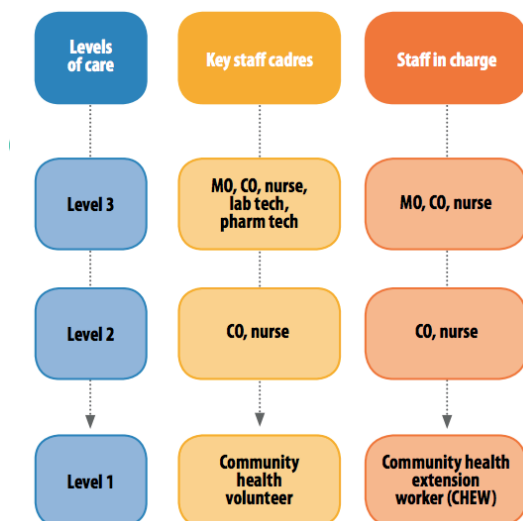 Levels
of care
Key staff cadres
Staff in charge
Level 3
MO, CO, nurse,
lab tech,
pharm tech
MO, CO, nurse
Level 2
CO, nurse
CO, nurse
Level 1
Community
health
volunteer
Community health
extension
worker (CHEW)